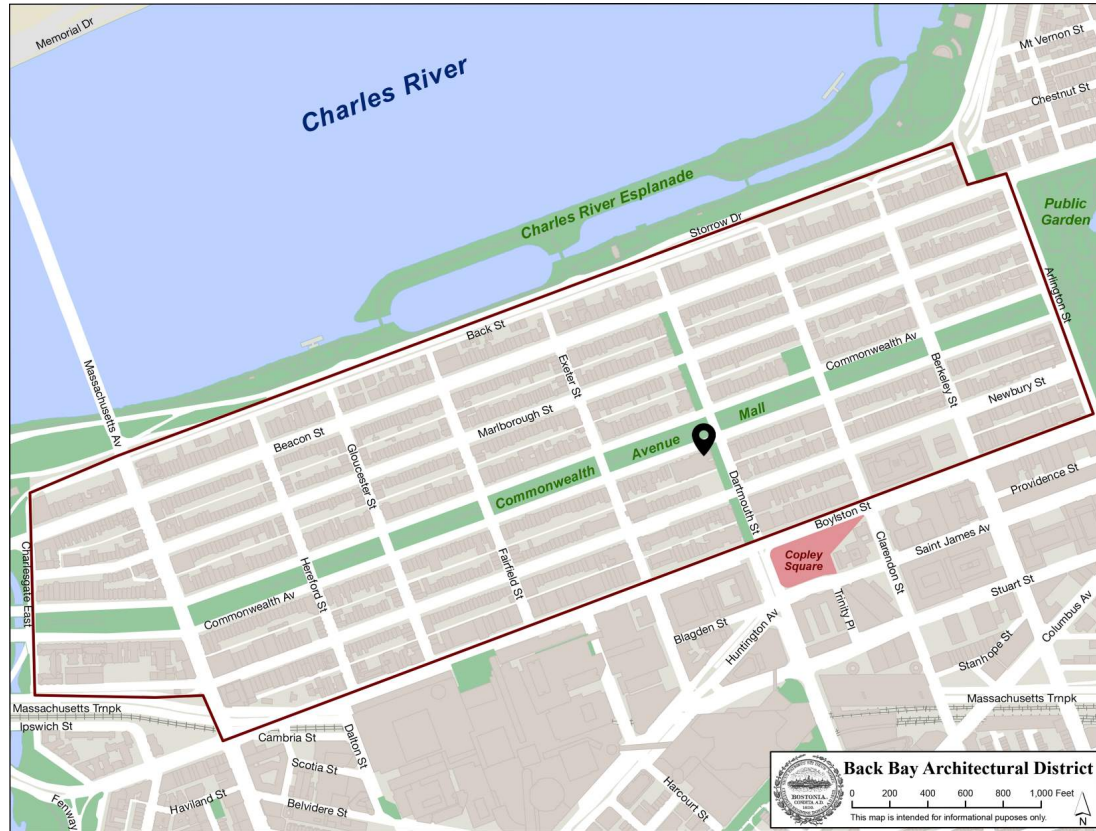 Memorial Dr
Charles River
Mt Vernon St
Chestnut St
Charles River Esplanade
Public
Garden
Storrow Dr
Arlington St
Back St
Massachusetts Av
Exeter St
Commonwealth Av
Berkeley St
Newbury St
Marlborough St
Beacon St
Gloucester St
Commonwealth
Avenue
Mall
Dartmouth St
Providence St
Boylston St
Copley
Square
Clarendon St
Saint James Av
Charlesgate East
Hereford St
Fairfield St
Commonwealth Av
Stuart St
Columbus Av
Trinity Pl
Blagden St
Huntington Av
Stanhope St
Massachusetts Trnpk
Massachusetts Trnpk
Ipswich St
Cambria St
Dalton St
Scotia St
Haviland St
Belvidere St
Harcourt St
Fenway
Back Bay Architectural District
0 200 400 600 800 1,000 Feet
This map is intended for informational puposes only.
N
BOSTONIA.
CONDITA A.D.
1630.